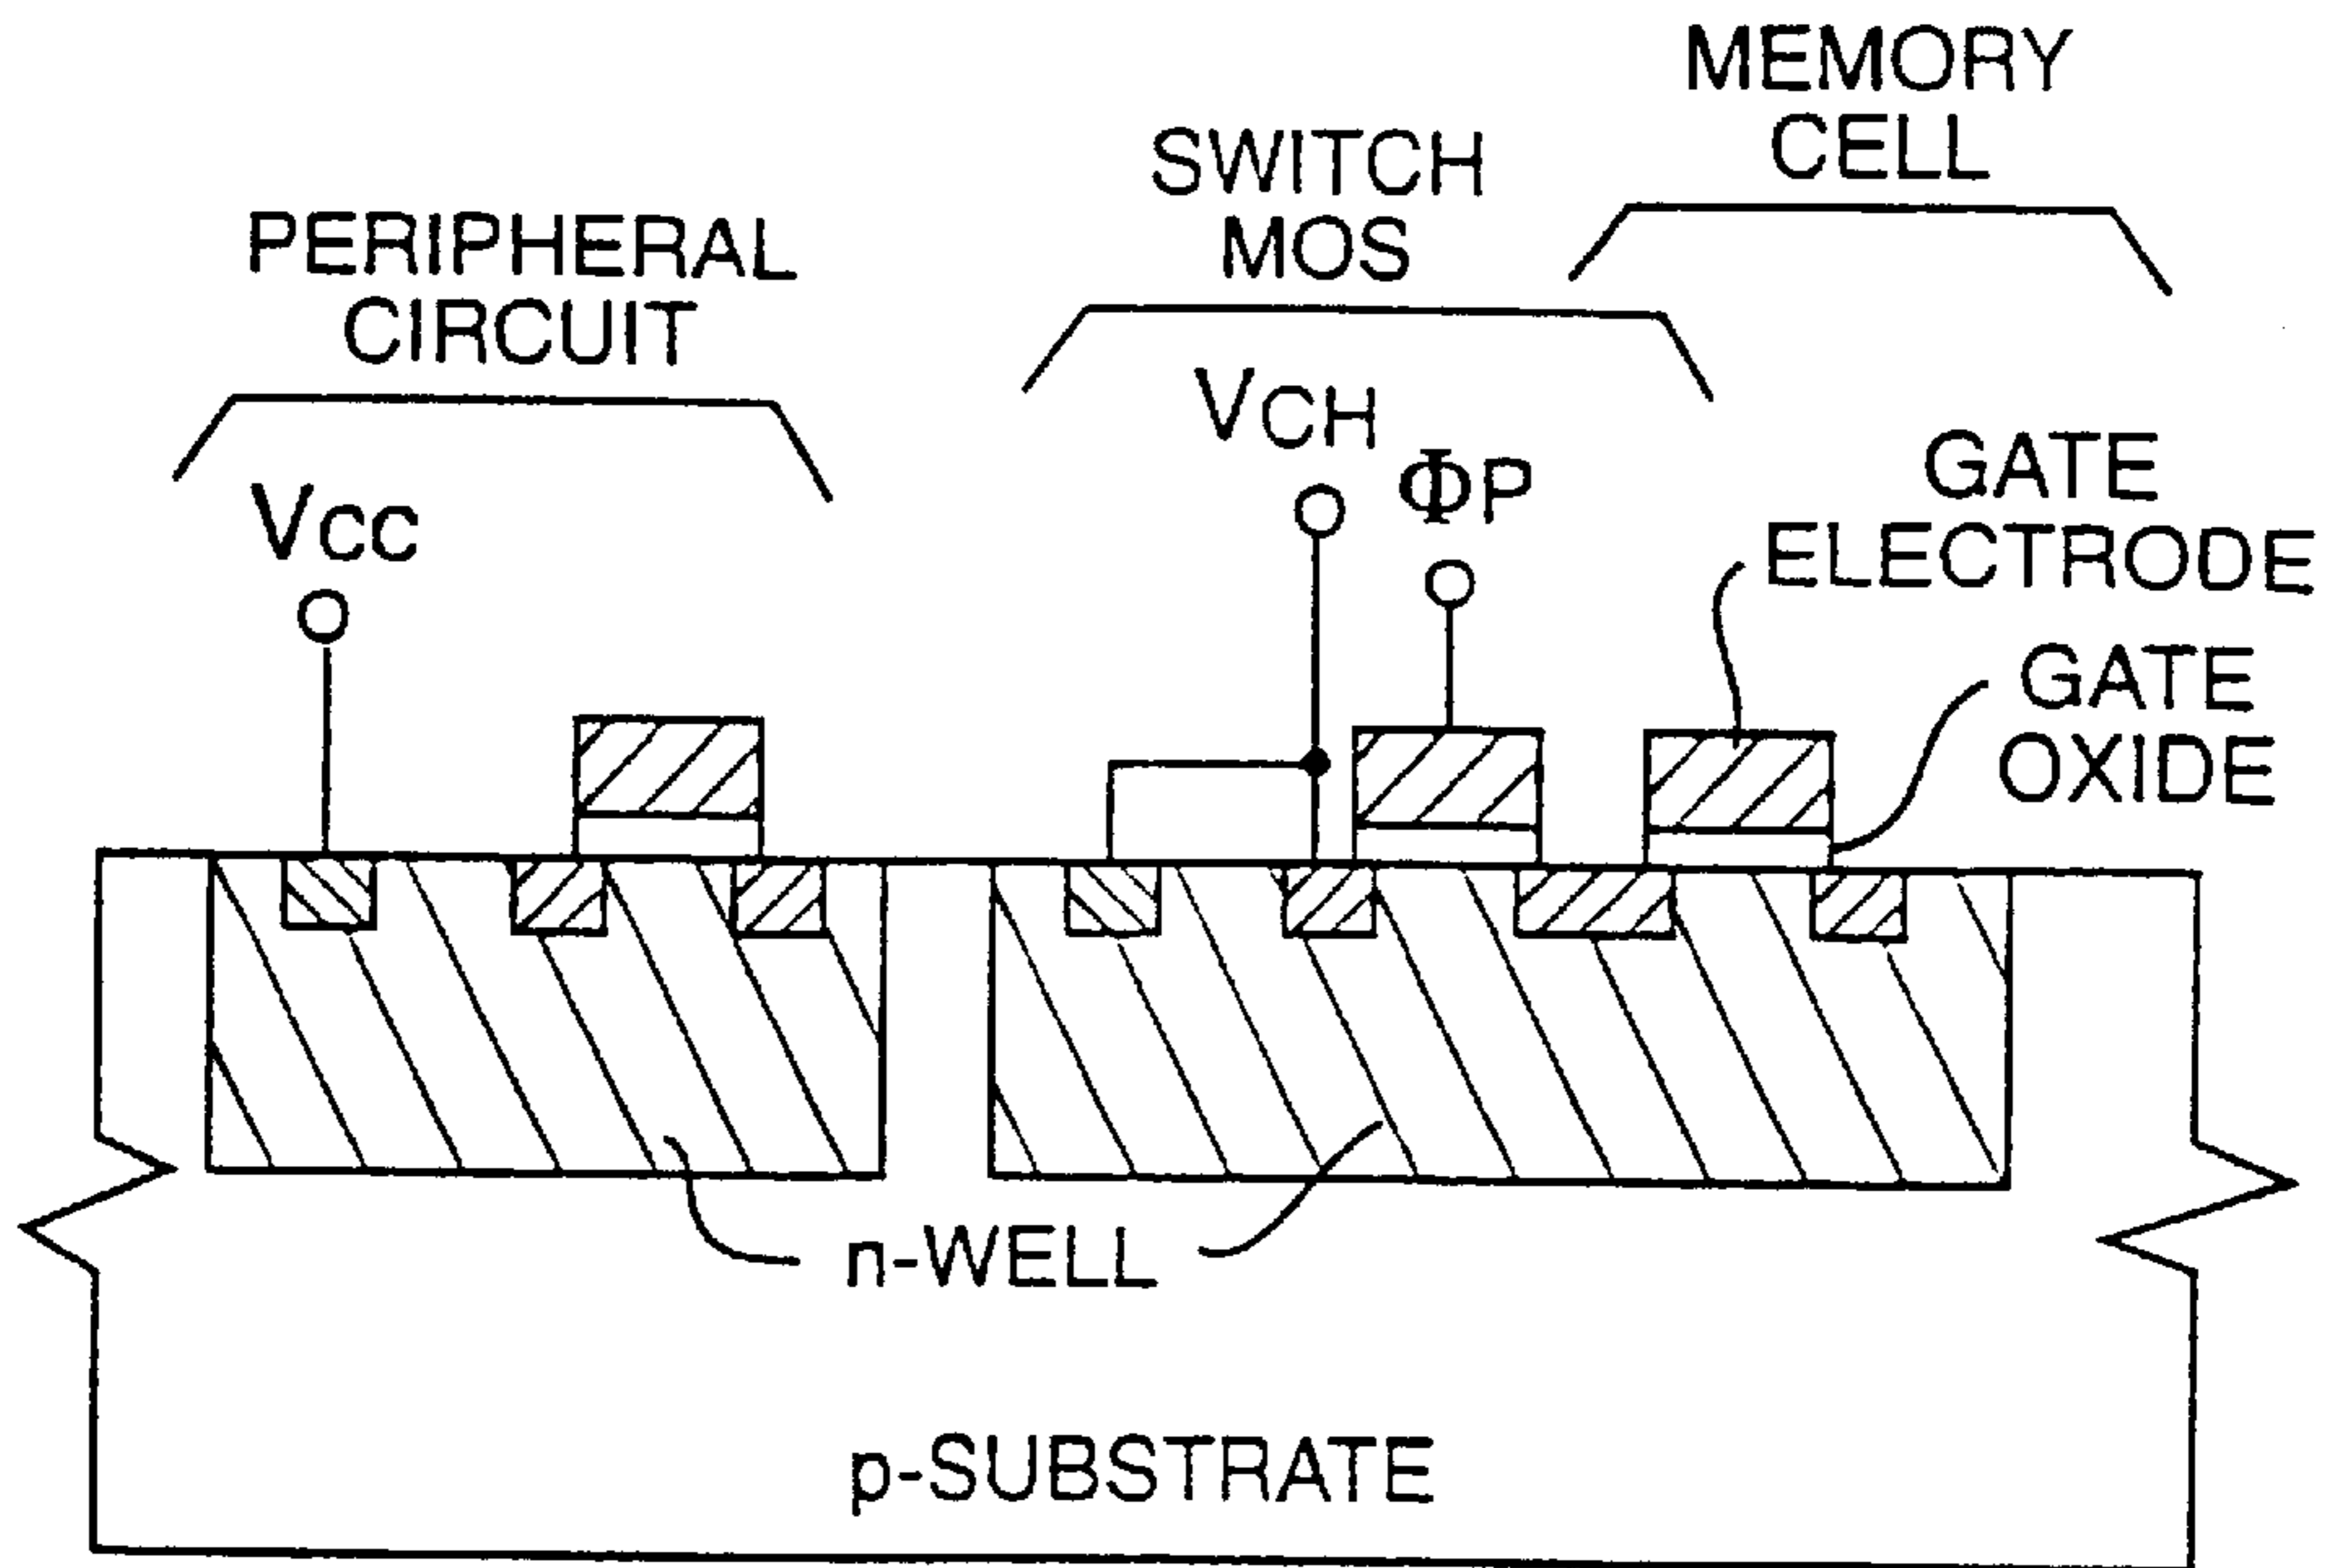 MEMORY
CELL
SWITCH
MOS
PERIPHERAL
CIRCUIT
VCH
ΦP
VCC
GATE
ELECTRODE
GATE
OXIDE
n-WELL
p-SUBSTRATE